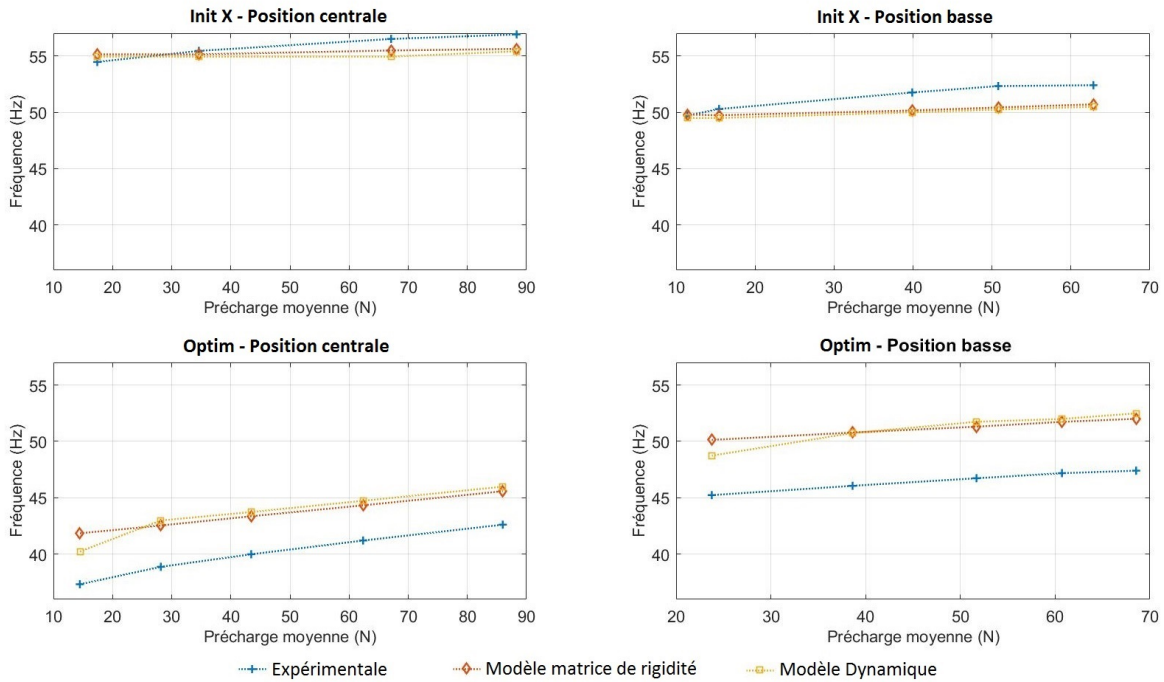 Init X - Position centrale
Fréquence (Hz)
55
50
45
40
10 20 30 40 50 60 70 80 90
Précharge moyenne (N)
Init X - Position basse
Fréquence (Hz)
55
50
45
40
10 20 30 40 50 60 70
Précharge moyenne (N)
Optim - Position centrale
Fréquence (Hz)
55
50
45
40
10 20 30 40 50 60 70 80 90
Précharge moyenne (N)
Optim - Position basse
Fréquence (Hz)
55
50
45
40
20 30 40 50 60 70
Précharge moyenne (N)
Expérimentale Modèle matrice de rigidité Modèle Dynamique